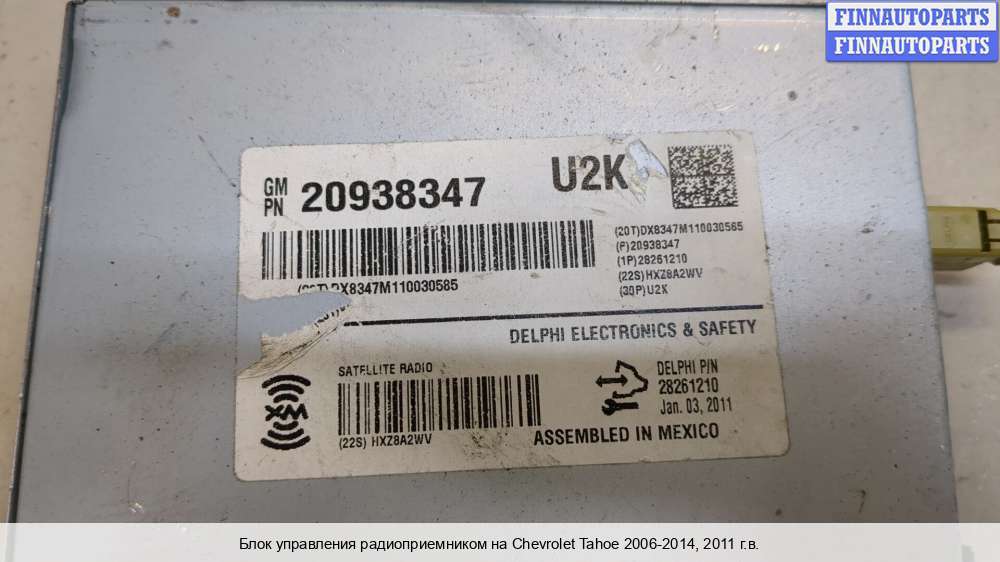 FINNAUTOPARTS
FINNAUTOPARTS
GM
PN
20938347
U2K
(20T)DX8347M110030585
(P)20938347
(1P)28261210
(22S)HXZ8A2WV
(30P)U2K
DX8347M110030585
DELPHI ELECTRONICS & SAFETY
SATELLITE RADIO
XM
(22S) HXZ8A2WV
DELPHI P/N
28261210
Jan. 03, 2011
ASSEMBLED IN MEXICO
Блок управления радиоприемником на Chevrolet Tahoe 2006-2014, 2011 г.в.